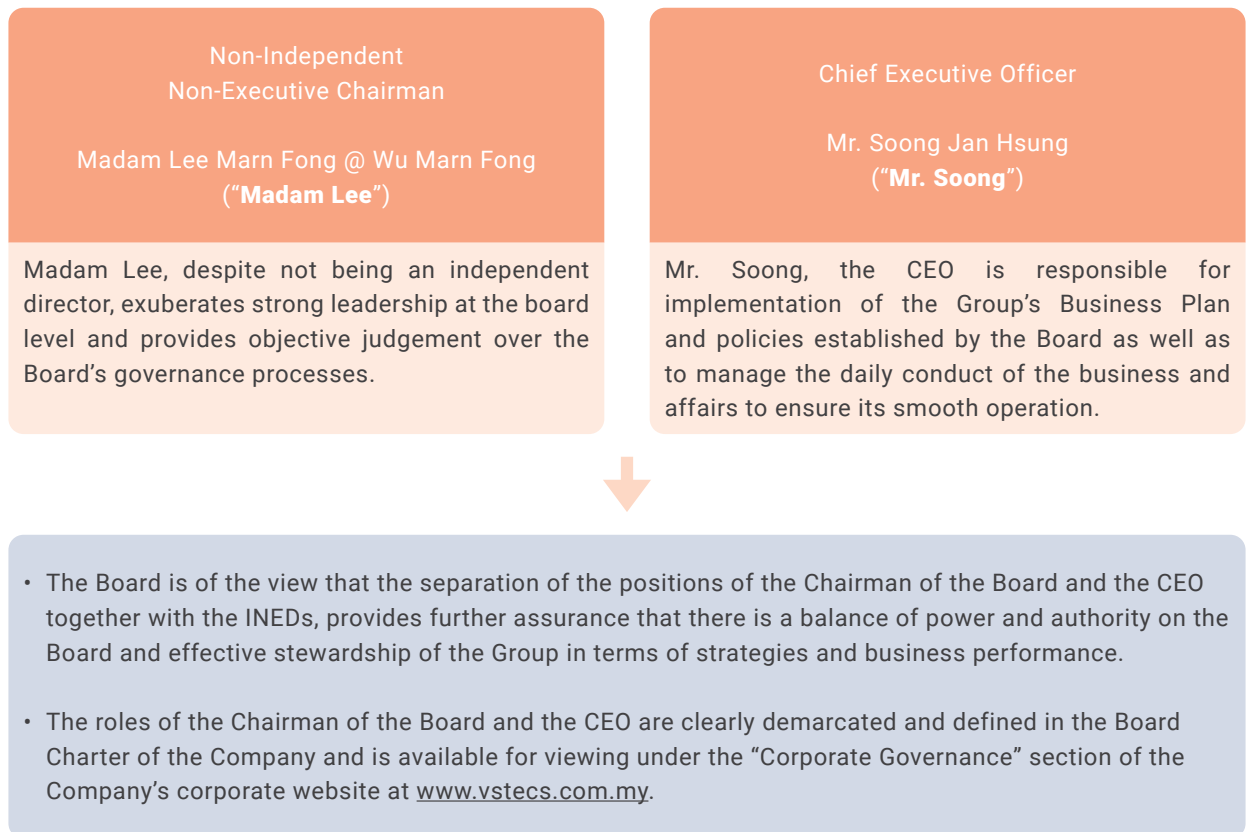 Non-Independent
Non-Executive Chairman
Madam Lee Marn Fong @ Wu Marn Fong
(“Madam Lee”)
Madam Lee, despite not being an independent
director, exuberates strong leadership at the board
level and provides objective judgement over the
Board’s governance processes.
Chief Executive Officer
Mr. Soong Jan Hsung
(“Mr. Soong”)
Mr. Soong, the CEO is responsible for
implementation of the Group’s Business Plan
and policies established by the Board as well as
to manage the daily conduct of the business and
affairs to ensure its smooth operation.
• The Board is of the view that the separation of the positions of the Chairman of the Board and the CEO
together with the INEDs, provides further assurance that there is a balance of power and authority on the
Board and effective stewardship of the Group in terms of strategies and business performance.
• The roles of the Chairman of the Board and the CEO are clearly demarcated and defined in the Board
Charter of the Company and is available for viewing under the “Corporate Governance” section of the
Company’s corporate website at www.vstecs.com.my.